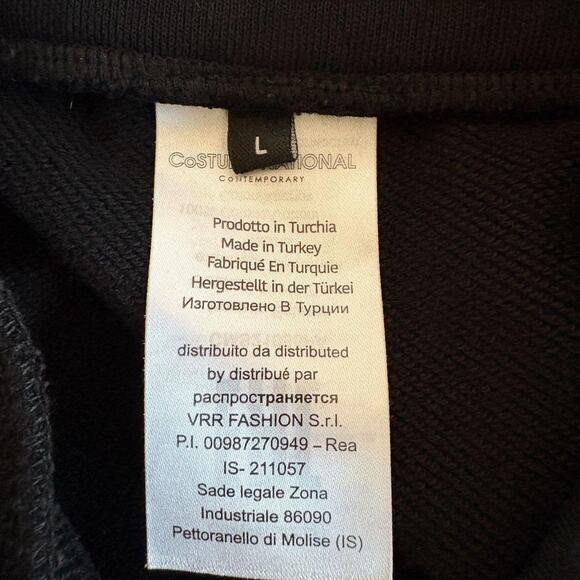 L
CoSTU NATIONAL
CoNTEMPORARY
Prodotto in Turchia
Made in Turkey
Fabriqué En Turquie
Hergestellt in der Türkei
Изготовлено В Турции
distribuito da distributed
by distribué par
распространяется
VRR FASHION S.r.l.
P.I. 00987270949 – Rea
IS- 211057
Sade legale Zona
Industriale 86090
Pettoranello di Molise (IS)